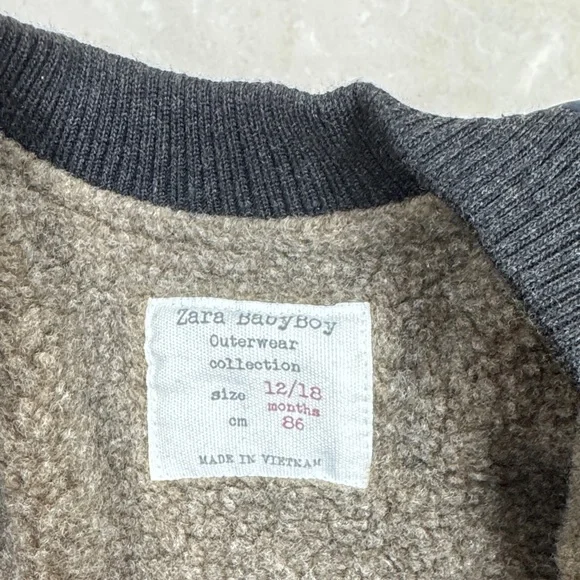 Zara BabyBoy
Outerwear
collection
size 12/18
months
cm 86
MADE IN VIETNAM